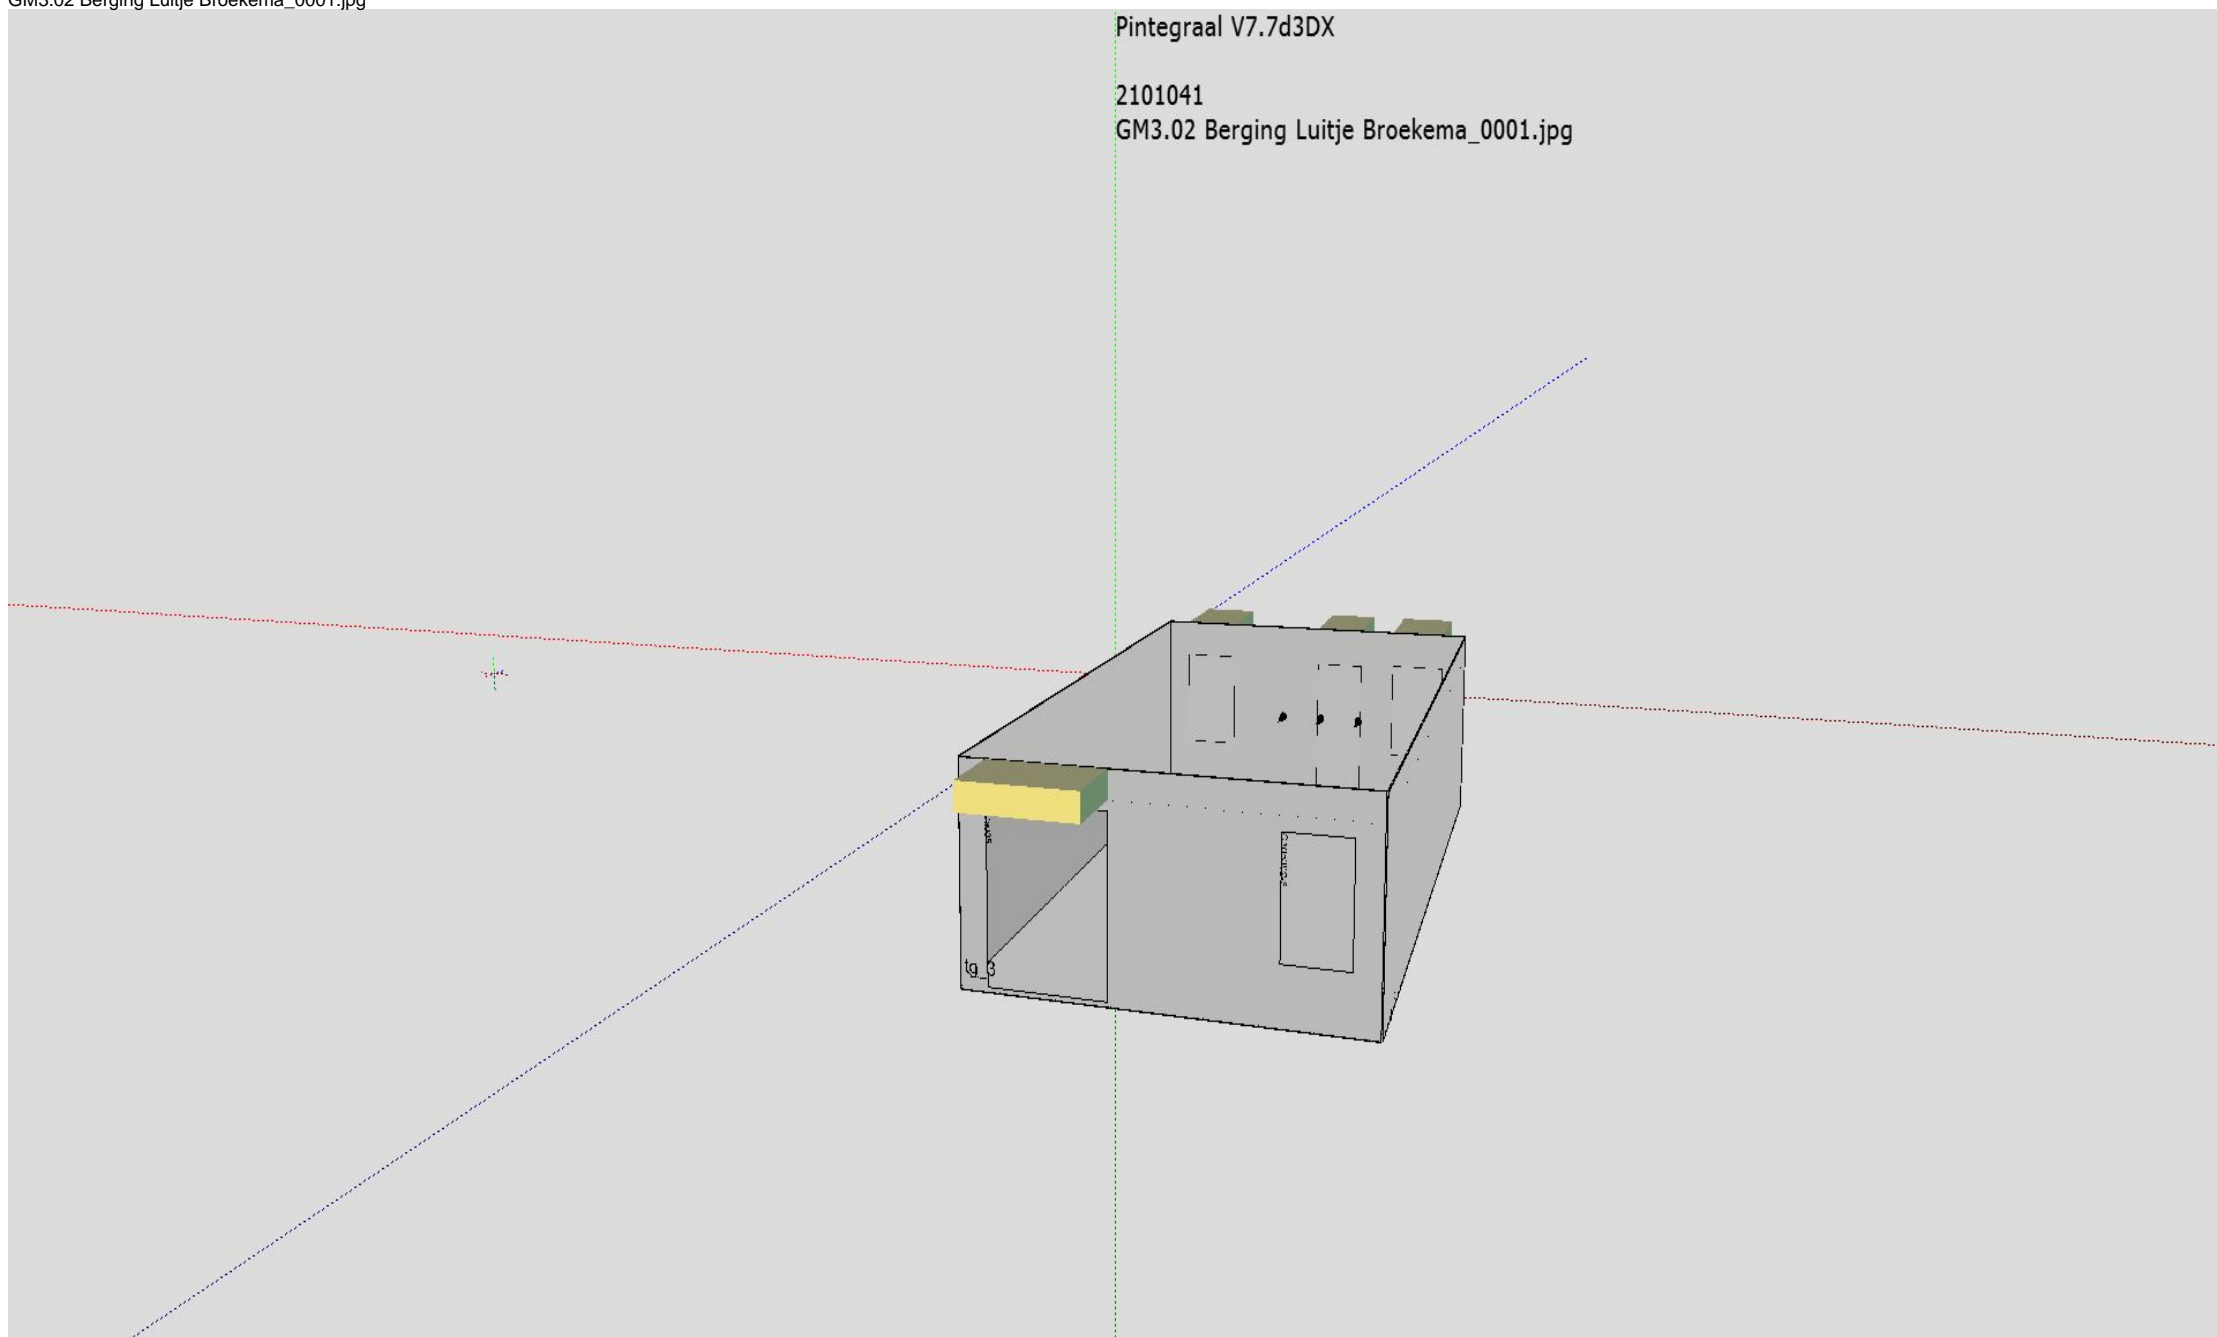 GM3.02 Berging Luitje Broekema_0001.jpg
Pintegraal V7.7d3DX
2101041
GM3.02 Berging Luitje Broekema_0001.jpg
tg_3